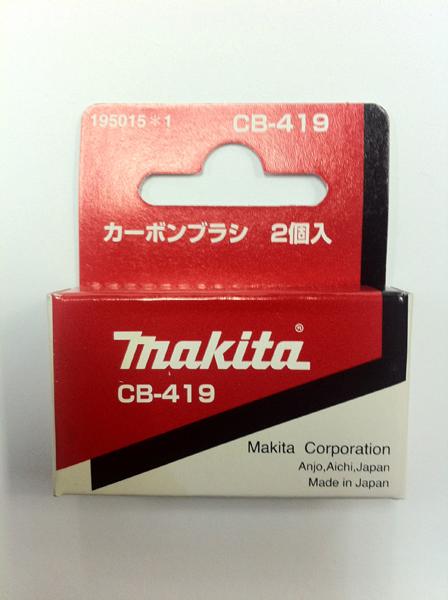 195015*1 CB-419
カーボンブラシ 2個入
makita®
CB-419
Makita Corporation
Anjo,Aichi,Japan
Made in Japan